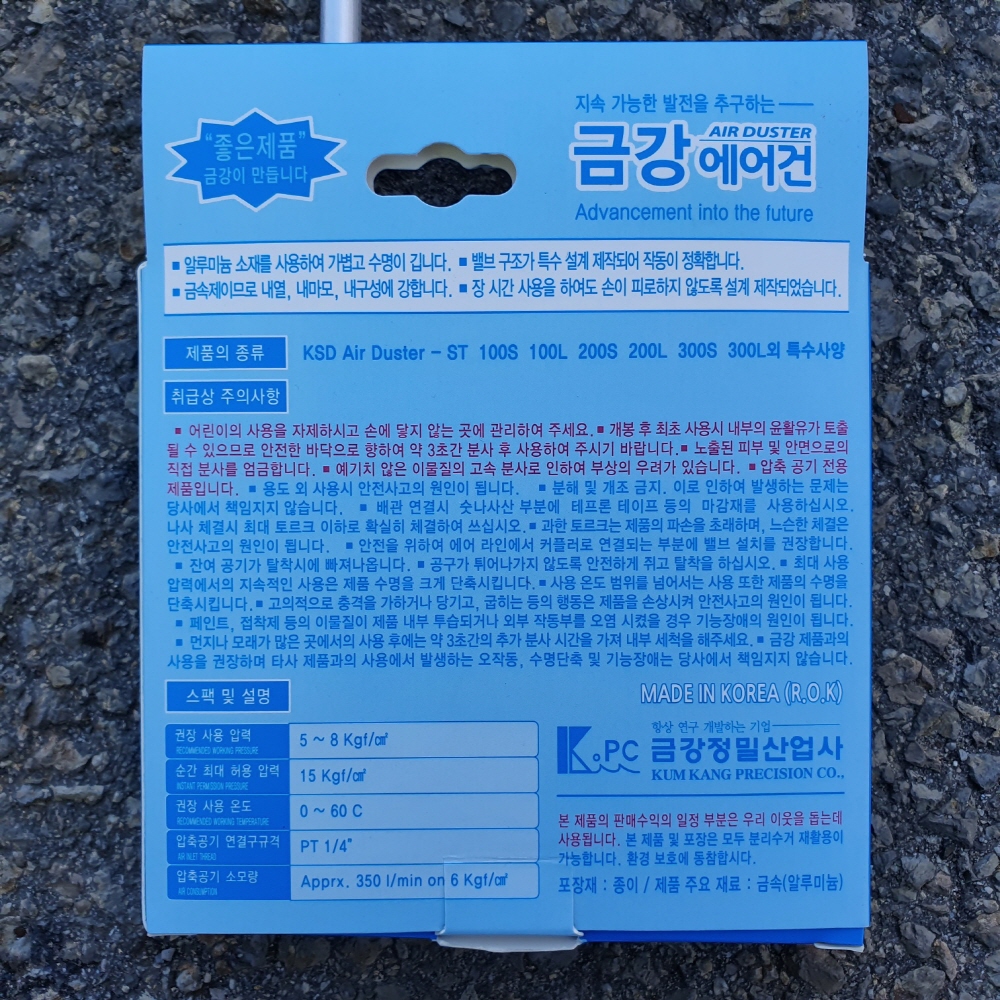 "좋은제품"
금강이 만듭니다
지속 가능한 발전을 추구하는
AIR DUSTER
금강 에어건
Advancement into the future
▪ 알루미늄 소재를 사용하여 가볍고 수명이 깁니다. ▪ 밸브 구조가 특수 설계 제작되어 작동이 정확합니다.
▪ 금속제이므로 내열, 내마모, 내구성에 강합니다. ▪ 장 시간 사용을 하여도 손이 피로하지 않도록 설계 제작되었습니다.
제품의 종류 KSD Air Duster - ST 100S 100L 200S 200L 300S 300L외 특수사양
취급상 주의사항
▪ 어린이의 사용을 자제하시고 손에 닿지 않는 곳에 관리하여 주세요. ▪ 개봉 후 최초 사용시 내부의 윤활유가 토출
될 수 있으므로 안전한 바닥으로 향하여 약 3초간 분사 후 사용하여 주시기 바랍니다. ▪ 노출된 피부 및 안면으로의
직접 분사를 엄금합니다. ▪ 예기치 않은 이물질의 고속 분사로 인하여 부상의 우려가 있습니다. ▪ 압축 공기 전용
제품입니다. ▪ 용도 외 사용시 안전사고의 원인이 됩니다. ▪ 분해 및 개조 금지. 이로 인하여 발생하는 문제는
당사에서 책임지지 않습니다. ▪ 배관 연결시 숫나사산 부분에 테프론 테이프 등의 마감재를 사용하십시오.
나사 체결시 최대 토르크 이하로 확실히 체결하여 쓰십시오. ▪ 과한 토르크는 제품의 파손을 초래하며, 느슨한 체결은
안전사고의 원인이 됩니다. ▪ 안전을 위하여 에어 라인에서 커플러로 연결되는 부분에 밸브 설치를 권장합니다.
▪ 잔여 공기가 탈착시에 빠져나옵니다. ▪ 공구가 튀어나가지 않도록 안전하게 쥐고 탈착을 하십시오. ▪ 최대 사용
압력에서의 지속적인 사용은 제품 수명을 크게 단축시킵니다. ▪ 사용 온도 범위를 넘어서는 사용 또한 제품의 수명을
단축시킵니다. ▪ 고의적으로 충격을 가하거나 당기고, 굽히는 등의 행동은 제품을 손상시켜 안전사고의 원인이 됩니다.
▪ 페인트, 접착제 등의 이물질이 제품 내부 투습되거나 외부 작동부를 오염 시켰을 경우 기능장애의 원인이 됩니다.
▪ 먼지나 모래가 많은 곳에서의 사용 후에는 약 3초간의 추가 분사 시간을 가져 내부 세척을 해주세요. ▪ 금강 제품과의
사용을 권장하며 타사 제품과의 사용에서 발생하는 오작동, 수명단축 및 기능장애는 당사에서 책임지지 않습니다.
스팩 및 설명
MADE IN KOREA (R.O.K)
권장 사용 압력 5 ~ 8 Kgf/㎠
RECOMMENDED WORKING PRESSURE
순간 최대 허용 압력 15 Kgf/㎠
INSTANT PERMISSION PRESSURE
권장 사용 온도 0 ~ 60 C
RECOMMENDED WORKING TEMPERATURE
압축공기 연결구규격 PT 1/4"
AIR INLET THREAD
압축공기 소모량 Apprx. 350 l/min on 6 Kgf/㎠
AIR CONSUMPTION
항상 연구 개발하는 기업
K.PC 금강정밀산업사
KUM KANG PRECISION CO.,
본 제품의 판매수익의 일정 부분은 우리 이웃을 돕는데
사용됩니다. 본 제품 및 포장은 모두 분리수거 재활용이
가능합니다. 환경 보호에 동참합시다.
포장재 : 종이 / 제품 주요 재료 : 금속(알루미늄)